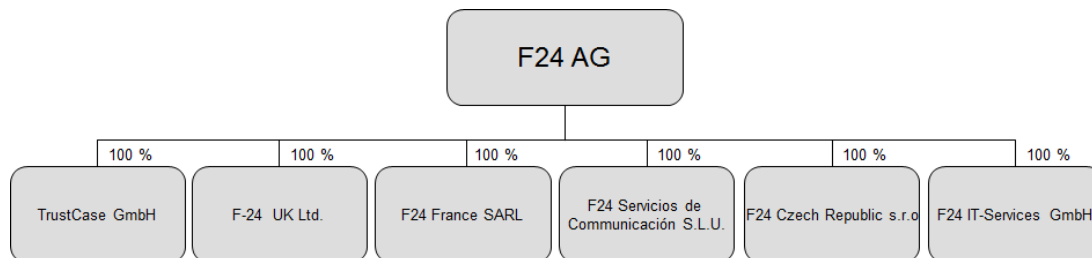 F24 AG
100 %
100 %
100 %
100 %
100 %
100 %
TrustCase GmbH
F-24 UK Ltd.
F24 France SARL
F24 Servicios de
Communicación S.L.U.
F24 Czech Republic s.r.o
F24 IT-Services GmbH